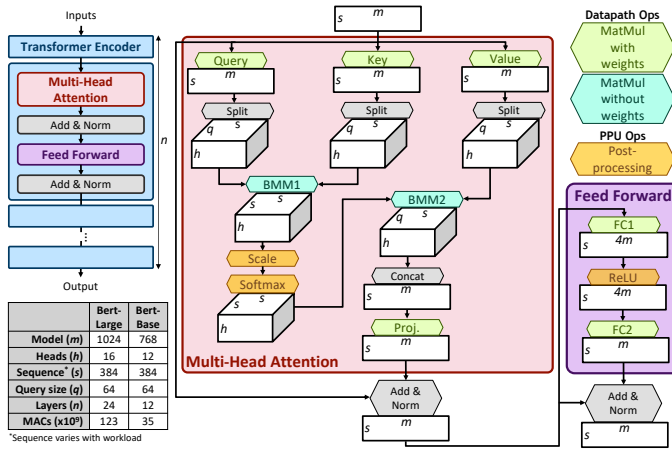 Inputs
Transformer Encoder
Multi-Head
Attention
Add & Norm
Feed Forward
Add & Norm
n
⋮
Output
Bert-Large Bert-Base
Model (m) 1024 768
Heads (h) 16 12
Sequence* (s) 384 384
Query size (q) 64 64
Layers (n) 24 12
MACs (x10⁹) 123 35
*Sequence varies with workload
s m
Query Key Value
s m s m s m
Split Split Split
q s h
s h
q s h
BMM1 BMM2
s s h
q s h
Scale
Softmax
s s h
Concat
s m
Proj.
s m
Multi-Head Attention
Add &
Norm
s m
Datapath Ops
MatMul
with
weights
MatMul
without
weights
PPU Ops
Post-
processing
Feed Forward
FC1
s 4m
ReLU
s 4m
FC2
s m
Add &
Norm
s m